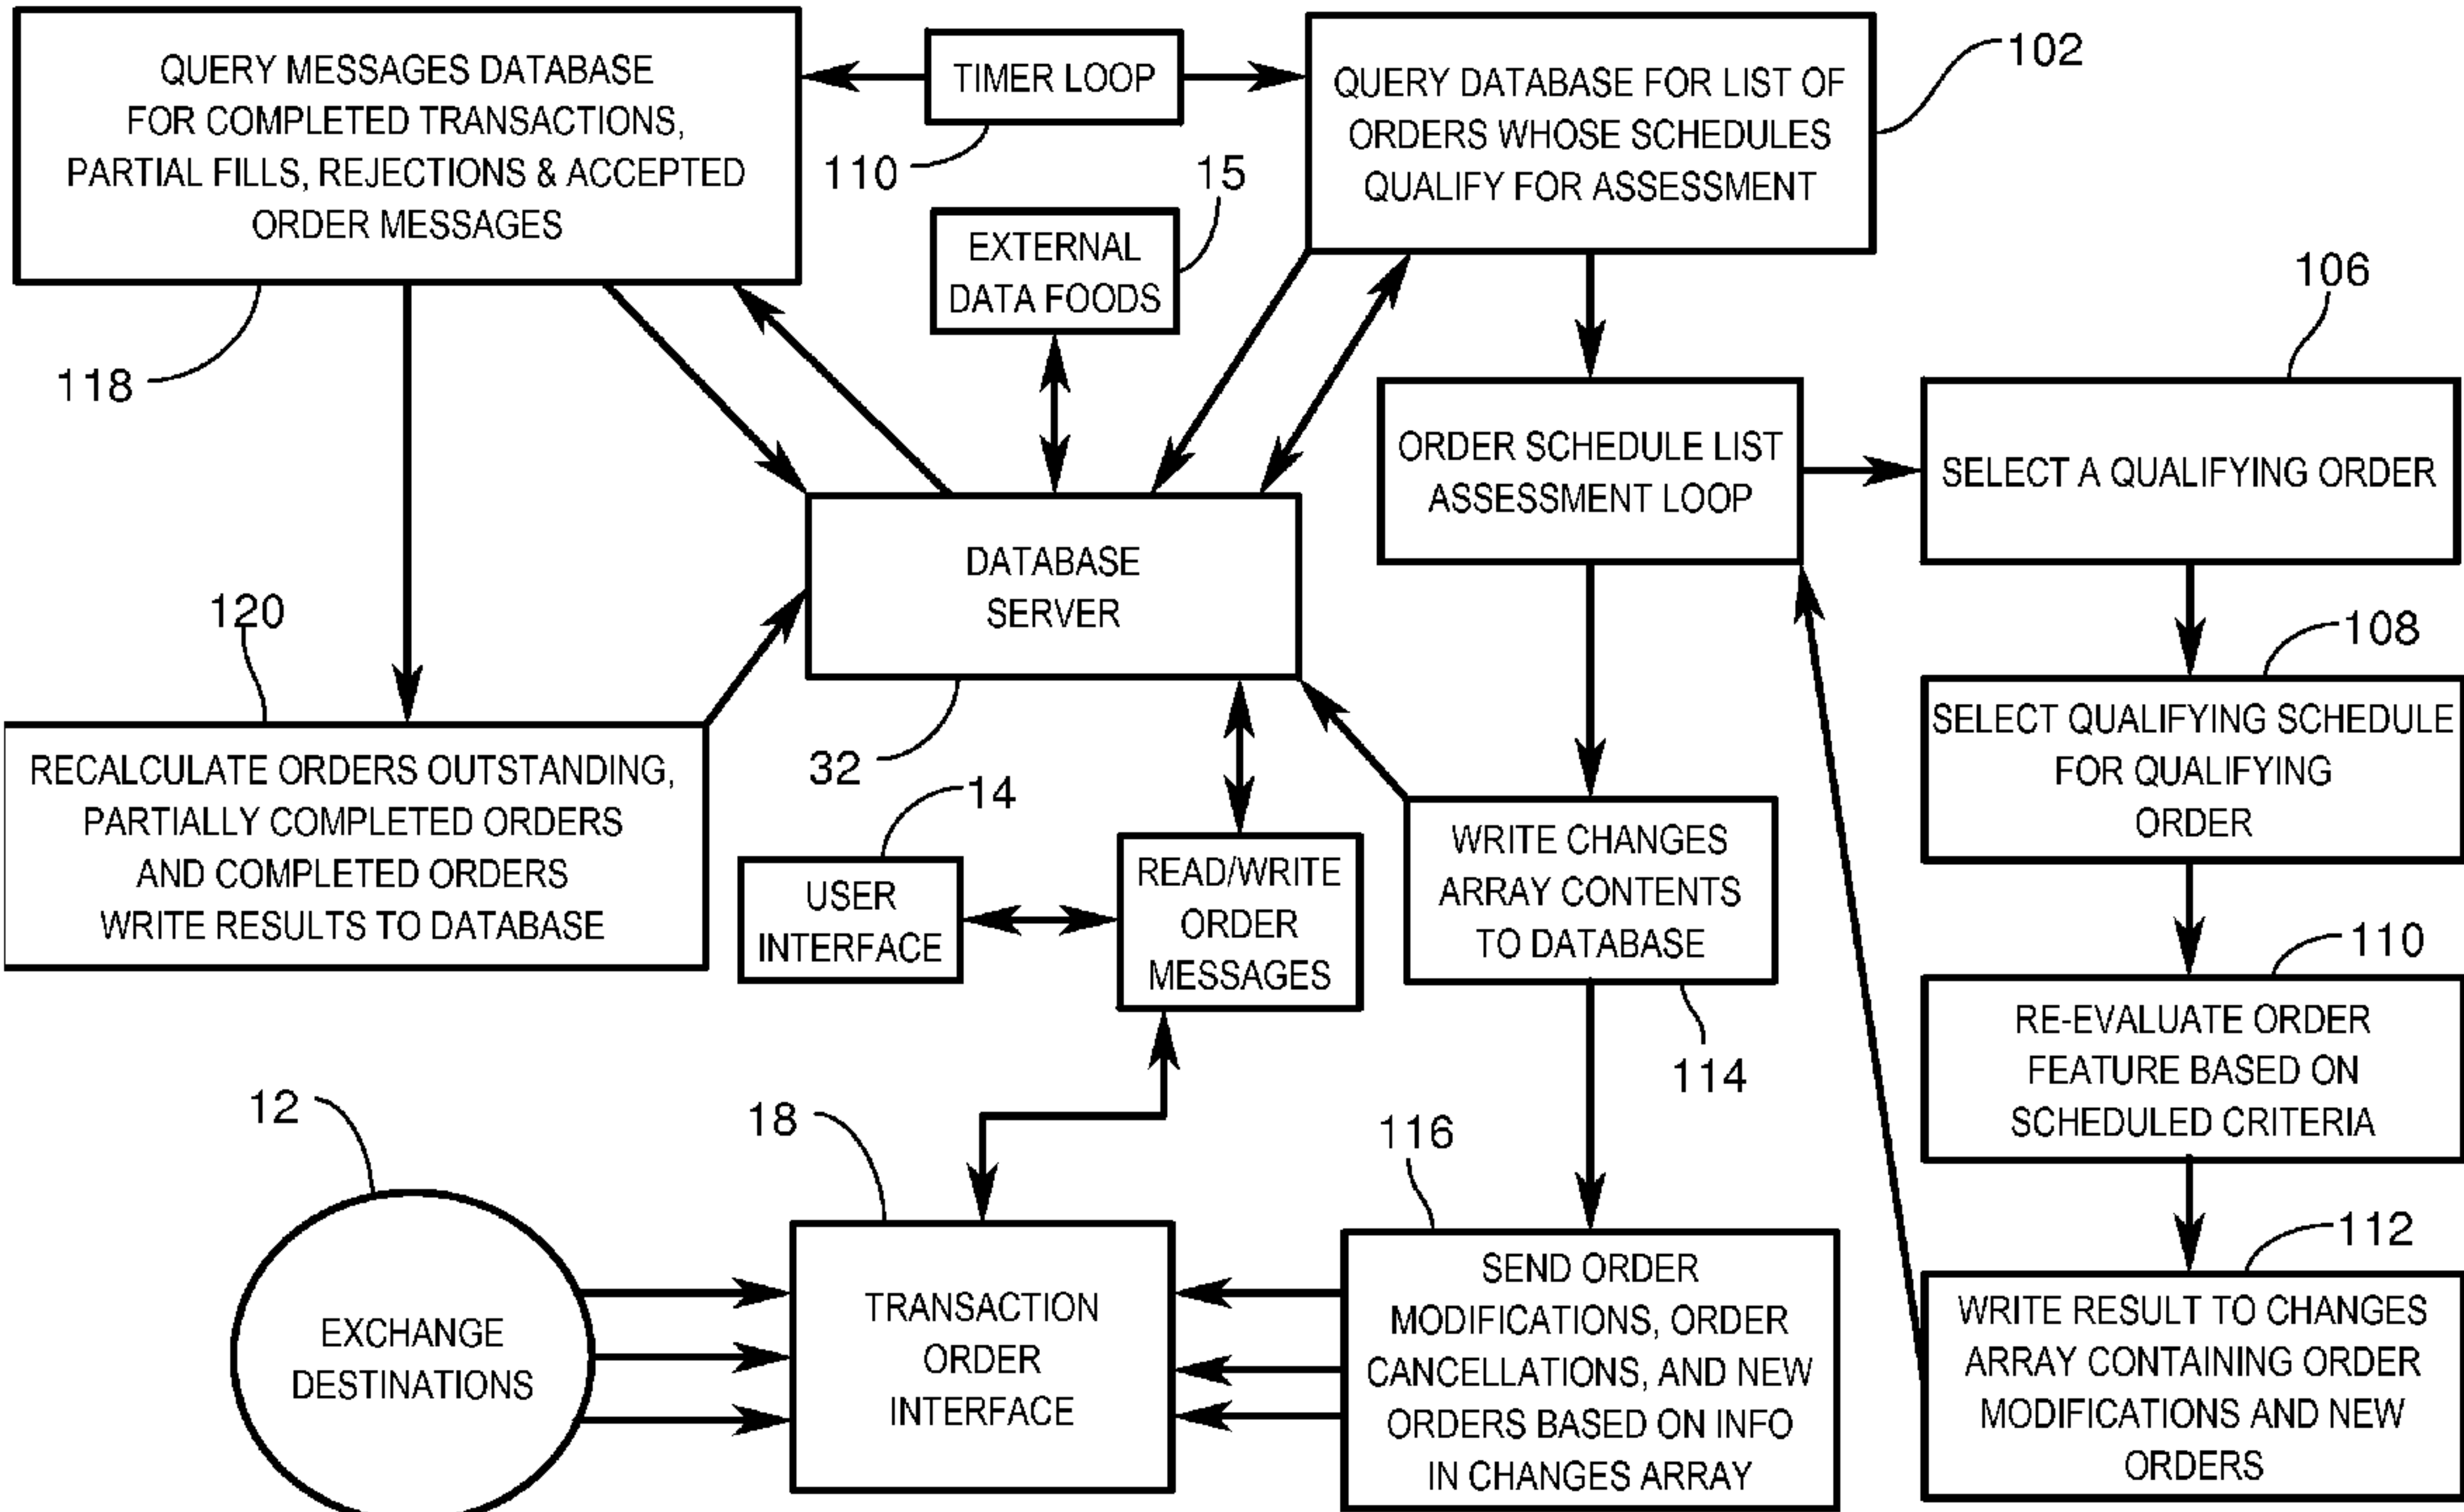 QUERY MESSAGES DATABASE
FOR COMPLETED TRANSACTIONS,
PARTIAL FILLS, REJECTIONS & ACCEPTED
ORDER MESSAGES
118
TIMER LOOP
110
QUERY DATABASE FOR LIST OF
ORDERS WHOSE SCHEDULES
QUALIFY FOR ASSESSMENT
102
EXTERNAL
DATA FOODS
15
106
ORDER SCHEDULE LIST
ASSESSMENT LOOP
SELECT A QUALIFYING ORDER
DATABASE
SERVER
32
120
RECALCULATE ORDERS OUTSTANDING,
PARTIALLY COMPLETED ORDERS
AND COMPLETED ORDERS
WRITE RESULTS TO DATABASE
108
SELECT QUALIFYING SCHEDULE
FOR QUALIFYING
ORDER
14
USER
INTERFACE
READ/WRITE
ORDER
MESSAGES
WRITE CHANGES
ARRAY CONTENTS
TO DATABASE
114
110
RE-EVALUATE ORDER
FEATURE BASED ON
SCHEDULED CRITERIA
12
EXCHANGE
DESTINATIONS
18
TRANSACTION
ORDER
INTERFACE
116
SEND ORDER
MODIFICATIONS, ORDER
CANCELLATIONS, AND NEW
ORDERS BASED ON INFO
IN CHANGES ARRAY
112
WRITE RESULT TO CHANGES
ARRAY CONTAINING ORDER
MODIFICATIONS AND NEW
ORDERS